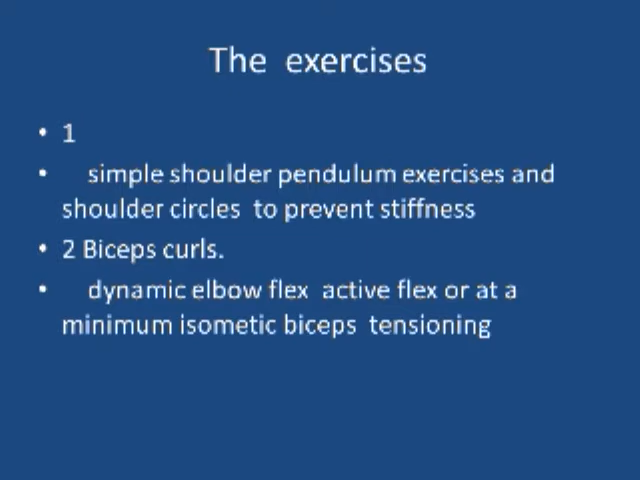 The exercises
• 1
• simple shoulder pendulum exercises and
shoulder circles to prevent stiffness
• 2 Biceps curls.
• dynamic elbow flex active flex or at a
minimum isometic biceps tensioning